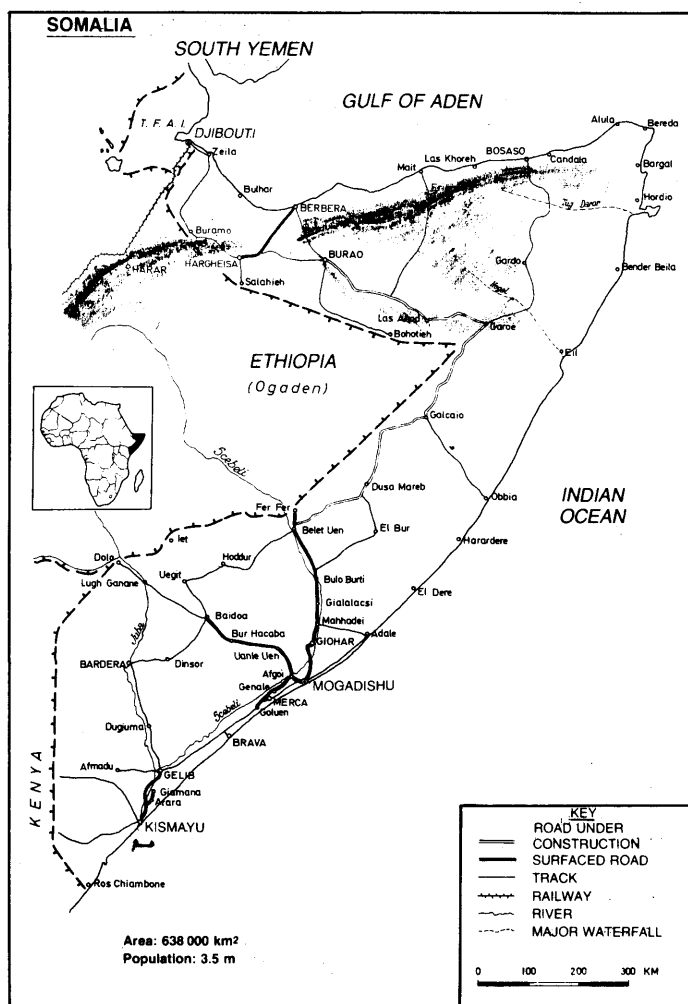 SOMALIA
SOUTH YEMEN
GULF OF ADEN
T. F. A. I.
DJIBOUTI
Zeila
Alula
Bereda
BOSASO
Candala
Las Khoreh
Mait
Bargal
Bulhar
BERBERA
Hordio
Buramo
HARGHEISA
BURAO
HARAR
Salahieh
Gardo
Bender Beila
Las Anod
Garoe
Bohotieh
Eil
ETHIOPIA
(Ogaden)
Galcaio
Scebeli
Dusa Mareb
Obbia
INDIAN
OCEAN
Fer Fer
Belet Uen
El Bur
Harardere
Iet
Dolo
Hoddur
Lugh Ganane
Uegit
Bulo Burti
El Dere
Gialalacsi
Baidoa
Mahhadei
Juba
Bur Hacaba
GIOHAR
Adale
Uanle Uen
BARDERA
Dinsor
Afgoi
MOGADISHU
Genale
Scebeli
MERCA
Goluen
Dugiuma
BRAVA
Afmadu
GELIB
Giamana
Arara
KENYA
KISMAYU
Ros Chiambone
KEY
ROAD UNDER
CONSTRUCTION
SURFACED ROAD
TRACK
RAILWAY
RIVER
MAJOR WATERFALL
0 100 200 300 KM
Area: 638 000 km²
Population: 3.5 m